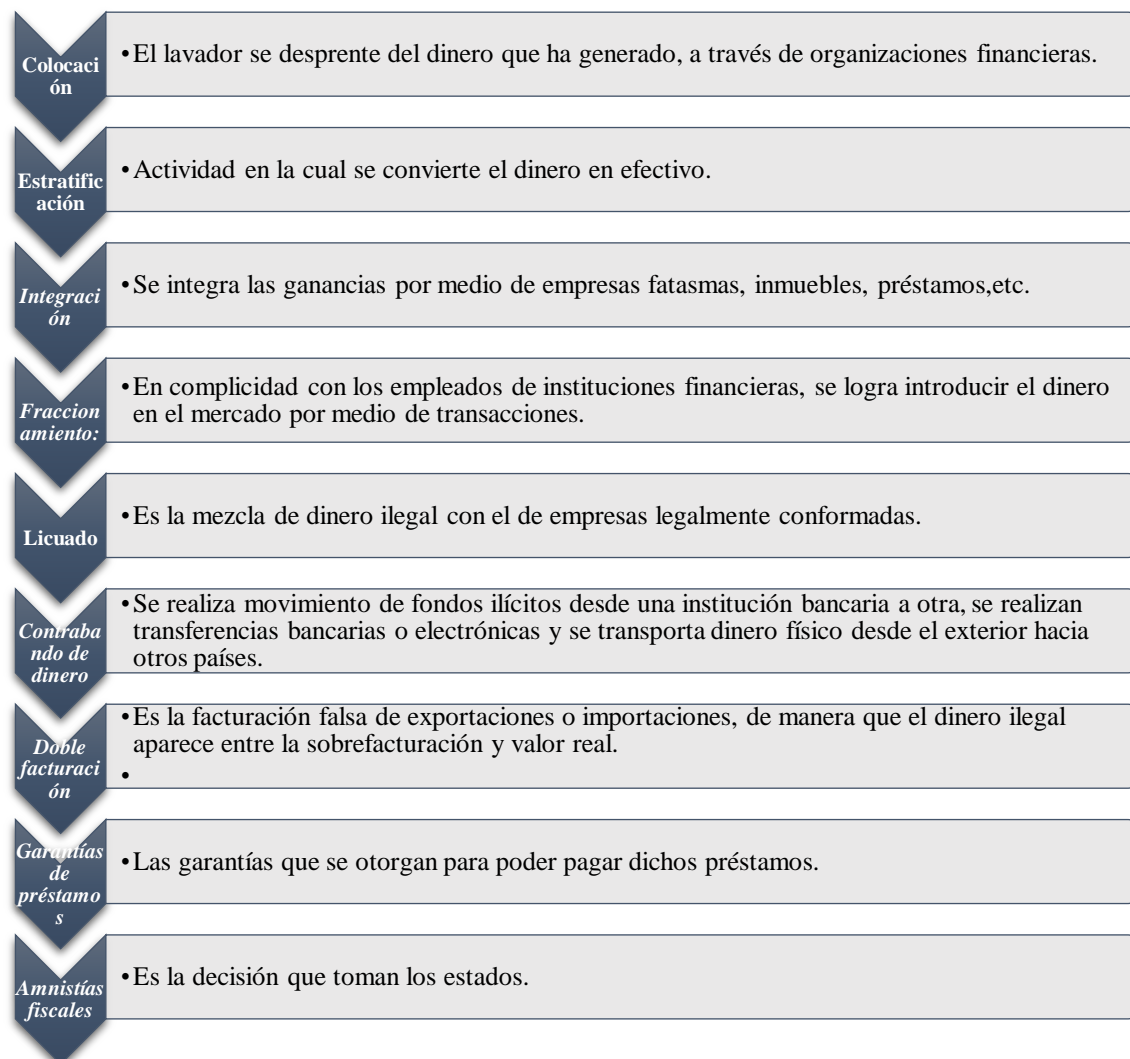 Colocaci
ón
•El lavador se desprente del dinero que ha generado, a través de organizaciones financieras.
Estratific
ación
•Actividad en la cual se convierte el dinero en efectivo.
Integraci
ón
•Se integra las ganancias por medio de empresas fatasmas, inmuebles, préstamos,etc.
Fraccion
amiento:
•En complicidad con los empleados de instituciones financieras, se logra introducir el dinero
en el mercado por medio de transacciones.
Licuado
•Es la mezcla de dinero ilegal con el de empresas legalmente conformadas.
Contraba
ndo de
dinero
•Se realiza movimiento de fondos ilícitos desde una institución bancaria a otra, se realizan
transferencias bancarias o electrónicas y se transporta dinero físico desde el exterior hacia
otros países.
Doble
facturaci
ón
•Es la facturación falsa de exportaciones o importaciones, de manera que el dinero ilegal
aparece entre la sobrefacturación y valor real.
•
Garantías
de
préstamo
s
•Las garantías que se otorgan para poder pagar dichos préstamos.
Amnistías
fiscales
•Es la decisión que toman los estados.